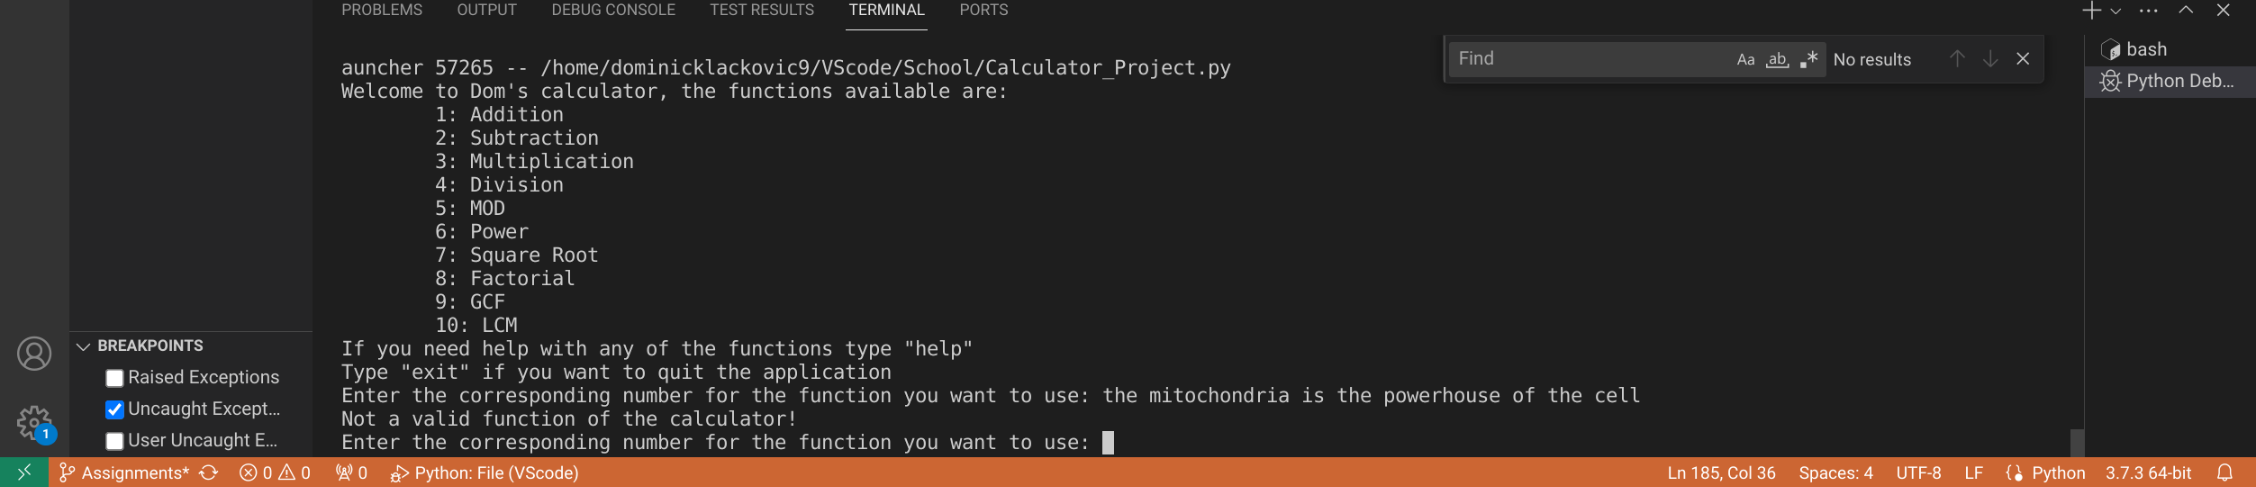 PROBLEMS OUTPUT DEBUG CONSOLE TEST RESULTS TERMINAL PORTS
Find Aa ab No results
bash
Python Deb...
auncher 57265 -- /home/dominicklackovic9/VScode/School/Calculator_Project.py
Welcome to Dom's calculator, the functions available are:
1: Addition
2: Subtraction
3: Multiplication
4: Division
5: MOD
6: Power
7: Square Root
8: Factorial
9: GCF
10: LCM
If you need help with any of the functions type "help"
Type "exit" if you want to quit the application
Enter the corresponding number for the function you want to use: the mitochondria is the powerhouse of the cell
Not a valid function of the calculator!
Enter the corresponding number for the function you want to use:
BREAKPOINTS
Raised Exceptions
Uncaught Except...
User Uncaught E...
1
Assignments* 0 0 0 Python: File (VScode) Ln 185, Col 36 Spaces: 4 UTF-8 LF Python 3.7.3 64-bit